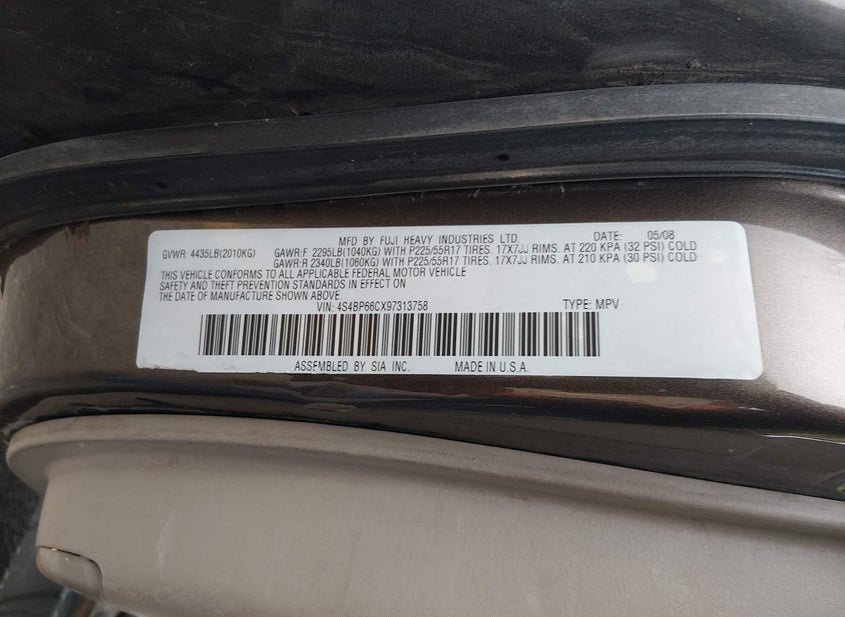 MFD BY FUJI HEAVY INDUSTRIES LTD. DATE: 05/08
GVWR: 4435LB(2010KG) GAWR:F 2295LB(1040KG) WITH P225/55R17 TIRES. 17X7JJ RIMS. AT 220 KPA (32 PSI) COLD
GAWR:R 2340LB(1060KG) WITH P225/55R17 TIRES. 17X7JJ RIMS. AT 210 KPA (30 PSI) COLD
THIS VEHICLE CONFORMS TO ALL APPLICABLE FEDERAL MOTOR VEHICLE
SAFETY AND THEFT PREVENTION STANDARDS IN EFFECT ON
THE DATE OF MANUFACTURE SHOWN ABOVE.
VIN: 4S4BP66CX97313758 TYPE: MPV
ASSEMBLED BY SIA INC. MADE IN U.S.A.